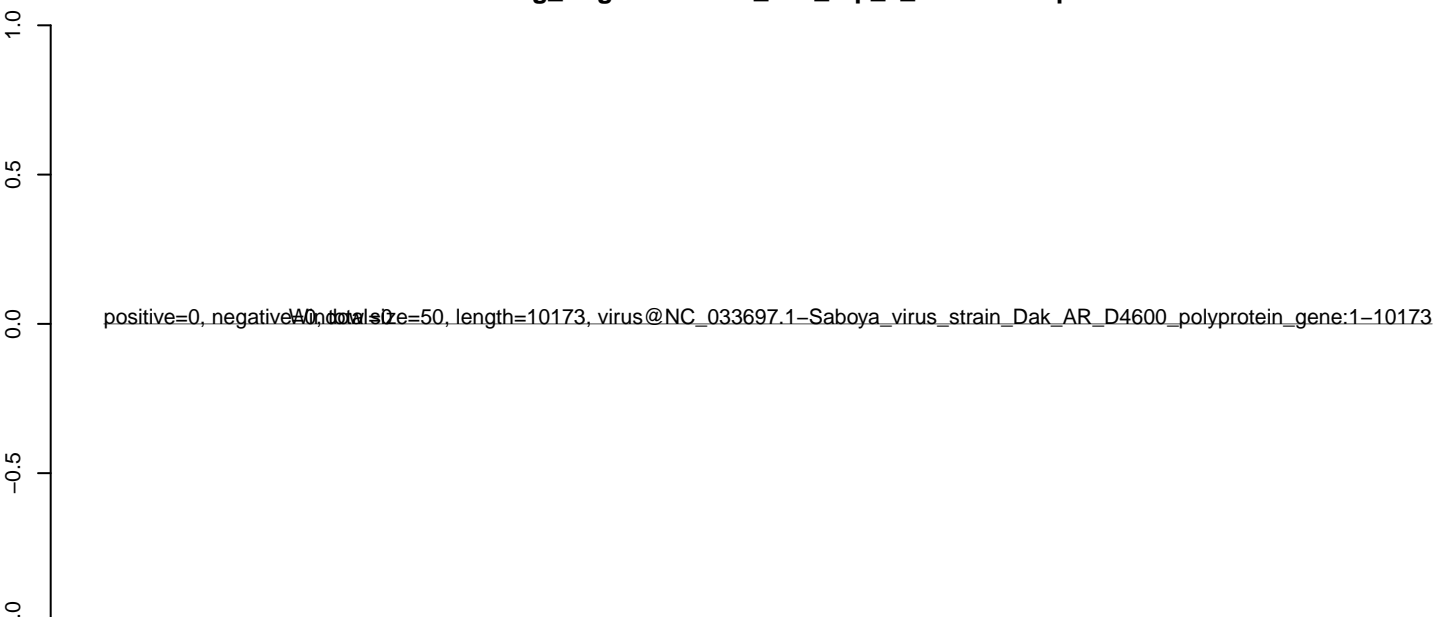 1.0
0.5
0.0
positive=0, negative=0, total=0
Window size=50, length=10173, virus@NC_033697.1−Saboya_virus_strain_Dak_AR_D4600_polyprotein_gene:1−10173
−0.5